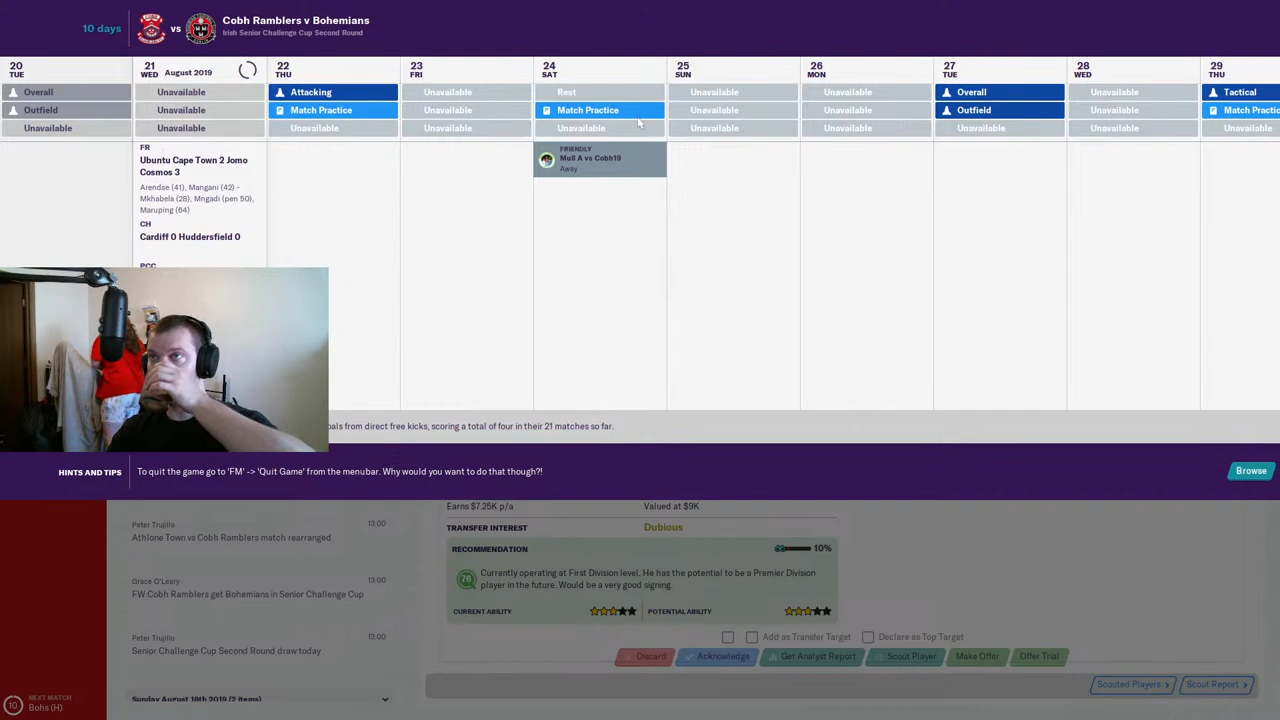 10 days
vs
Cobh Ramblers v Bohemians
Irish Senior Challenge Cup Second Round
20
TUE
21
WED August 2019
22
THU
23
FRI
24
SAT
25
SUN
26
MON
27
TUE
28
WED
29
THU
Overall
Unavailable
Attacking
Unavailable
Rest
Unavailable
Unavailable
Overall
Unavailable
Tactical
Outfield
Unavailable
Match Practice
Unavailable
Match Practice
Unavailable
Unavailable
Outfield
Unavailable
Match Practic
Unavailable
Unavailable
Unavailable
Unavailable
Unavailable
Unavailable
Unavailable
Unavailable
Unavailable
Unavailable
FR
Ubuntu Cape Town 2 Jomo
Cosmos 3
Arendse (41), Mangani (42) -
Mkhabela (28), Mngadi (pen 50),
Maruping (64)
CH
Cardiff 0 Huddersfield 0
PCC
FRIENDLY
Mull A vs Cobh19
Away
oals from direct free kicks, scoring a total of four in their 21 matches so far.
HINTS AND TIPS
To quit the game go to 'FM' -> 'Quit Game' from the menubar. Why would you want to do that though?!
Browse
Peter Trujillo
13:00
Athlone Town vs Cobh Ramblers match rearranged
Grace O'Leary
13:00
FW:Cobh Ramblers get Bohemians in Senior Challenge Cup
Peter Trujillo
12:00
Senior Challenge Cup Second Round draw today
Sunday August 18th 2019 (2 items)
10
NEXT MATCH
Bohs (H)
Earns $7.25K p/a
Valued at $9K
TRANSFER INTEREST
Dubious
RECOMMENDATION
10%
76
Currently operating at First Division level. He has the potential to be a Premier Division
player in the future. Would be a very good signing.
CURRENT ABILITY
POTENTIAL ABILITY
Add as Transfer Target
Declare as Top Target
Discard
Acknowledge
Get Analyst Report
Scout Player
Make Offer
Offer Trial
Scouted Players
Scout Report